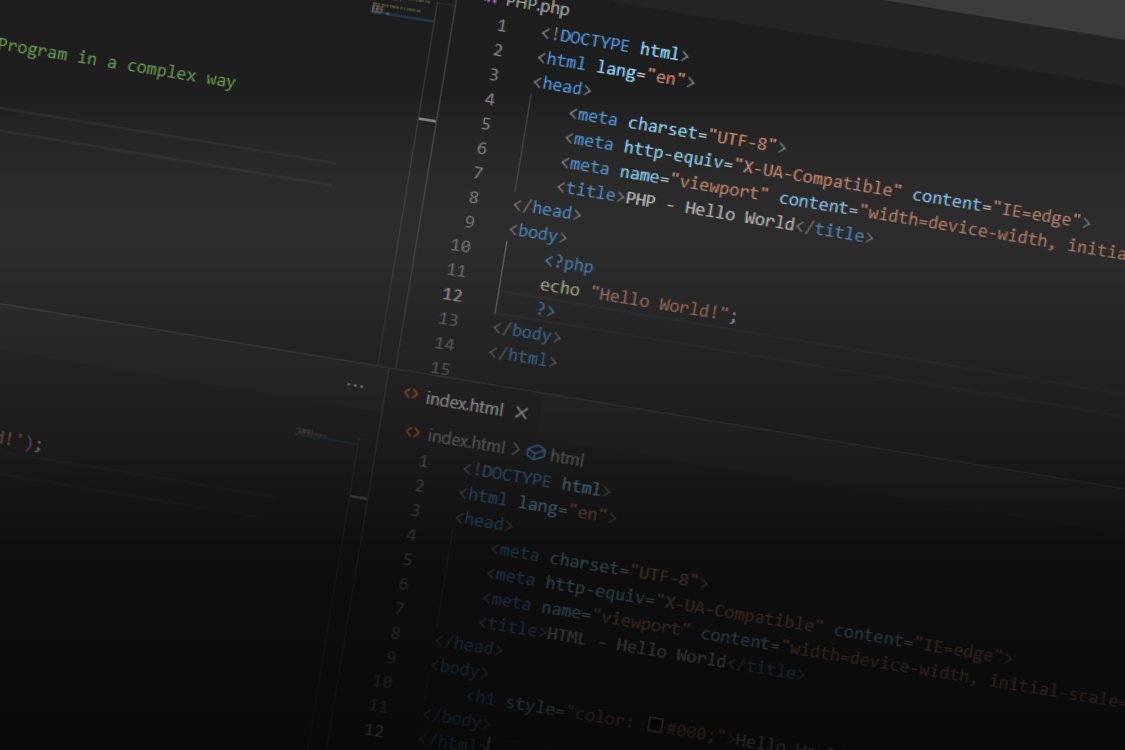 Program in a complex way
PHP.php
1 <!DOCTYPE html>
2 <html lang="en">
3 <head>
4 <meta charset="UTF-8">
5 <meta http-equiv="X-UA-Compatible" content="IE=edge">
6 <meta name="viewport" content="width=device-width, initia
7 <title>PHP - Hello World</title>
8 </head>
9 <body>
10 <?php
11 echo "Hello World!";
12 ?>
13 </body>
14 </html>
15
!');
index.html
index.html > html
1 <!DOCTYPE html>
2 <html lang="en">
3 <head>
4 <meta charset="UTF-8">
5 <meta http-equiv="X-UA-Compatible" content="IE=edge">
6 <meta name="viewport" content="width=device-width, initial-scale=
7 <title>HTML - Hello World</title>
8 </head>
9 <body>
10 <h1 style="color: #000;">Hello
11 </body>
12 </html>